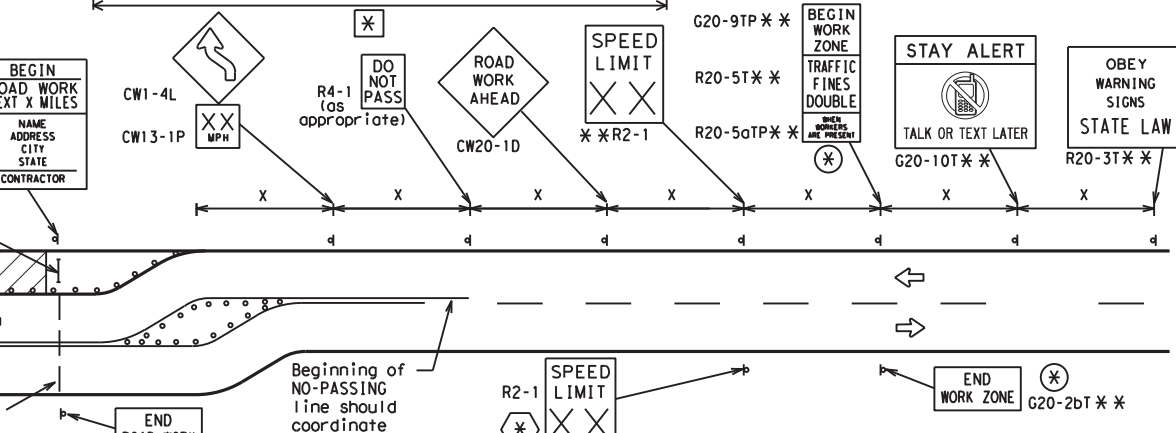 BEGIN
ROAD WORK
NEXT X MILES
NAME
ADDRESS
CITY
STATE
CONTRACTOR
CW1-4L
XX
MPH
CW13-1P
*
R4-1
(as
appropriate)
DO
NOT
PASS
ROAD
WORK
AHEAD
CW20-1D
SPEED
LIMIT
X X
* * R2-1
G20-9TP * *
R20-5T * *
R20-5aTP * *
BEGIN
WORK
ZONE
TRAFFIC
FINES
DOUBLE
WHEN
WORKERS
ARE PRESENT
*
STAY ALERT
TALK OR TEXT LATER
G20-10T * *
OBEY
WARNING
SIGNS
STATE LAW
R20-3T * *
X X X X X X X
Beginning of
NO-PASSING
line should
coordinate
R2-1
*
SPEED
LIMIT
X X
END
WORK ZONE
*
G20-2bT * *
END
ROAD WORK